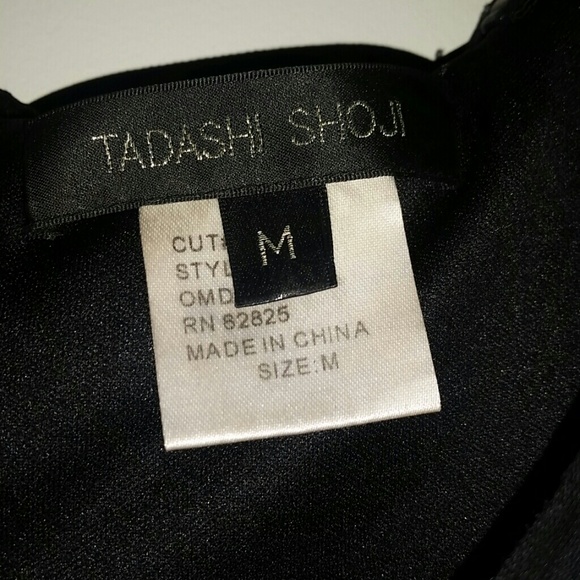 TADASHI SHOJI
M
CUT
STYL
OMD
RN 62825
MADE IN CHINA
SIZE:M